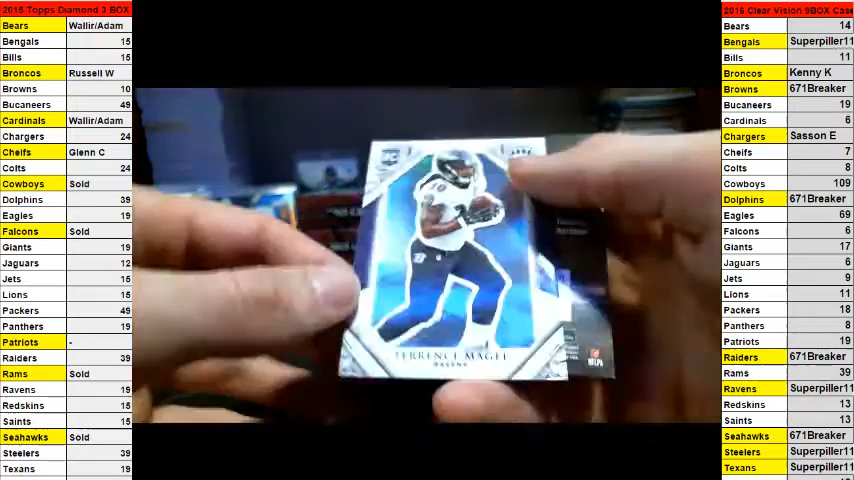 2015 Topps Diamond 3 BOX
Bears Wallir/Adam
Bengals 15
Bills 15
Broncos Russell W
Browns 10
Bucaneers 49
Cardinals Wallir/Adam
Chargers 24
Cheifs Glenn C
Colts 24
Cowboys Sold
Dolphins 39
Eagles 19
Falcons Sold
Giants 19
Jaguars 12
Jets 15
Lions 15
Packers 49
Panthers 19
Patriots -
Raiders 39
Rams Sold
Ravens 19
Redskins 15
Saints 15
Seahawks Sold
Steelers 39
Texans 19
TERRENCE MAGEE
RAVENS
NFLPA
2016 Clear Vision 9BOX Case
Bears 14
Bengals Superpiller11
Bills 11
Broncos Kenny K
Browns 671Breaker
Bucaneers 19
Cardinals 6
Chargers Sasson E
Cheifs 7
Colts 8
Cowboys 109
Dolphins 671Breaker
Eagles 69
Falcons 6
Giants 17
Jaguars 6
Jets 9
Lions 11
Packers 18
Panthers 8
Patriots 19
Raiders 671Breaker
Rams 39
Ravens Superpiller11
Redskins 13
Saints 13
Seahawks 671Breaker
Steelers Superpiller11
Texans Superpiller11